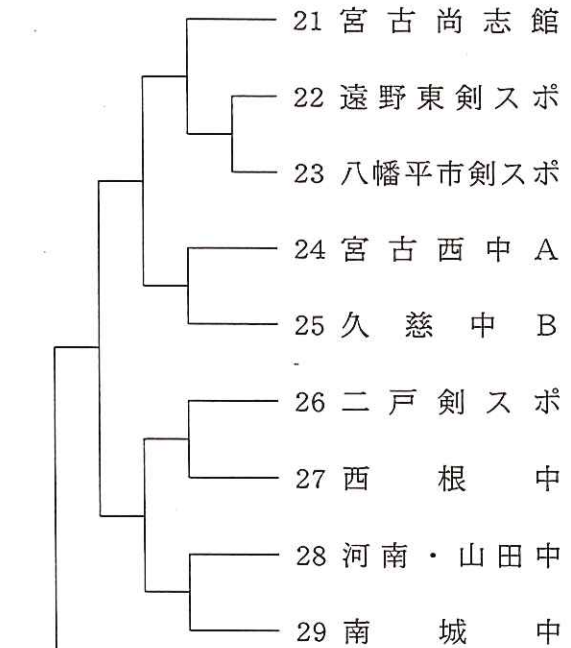 21 宮古尚志館
22 遠野東剣スポ
23 八幡平市剣スポ
24 宮古西中A
25 久慈中B
26 二戸剣スポ
27 西根中
28 河南・山田中
29 南城中